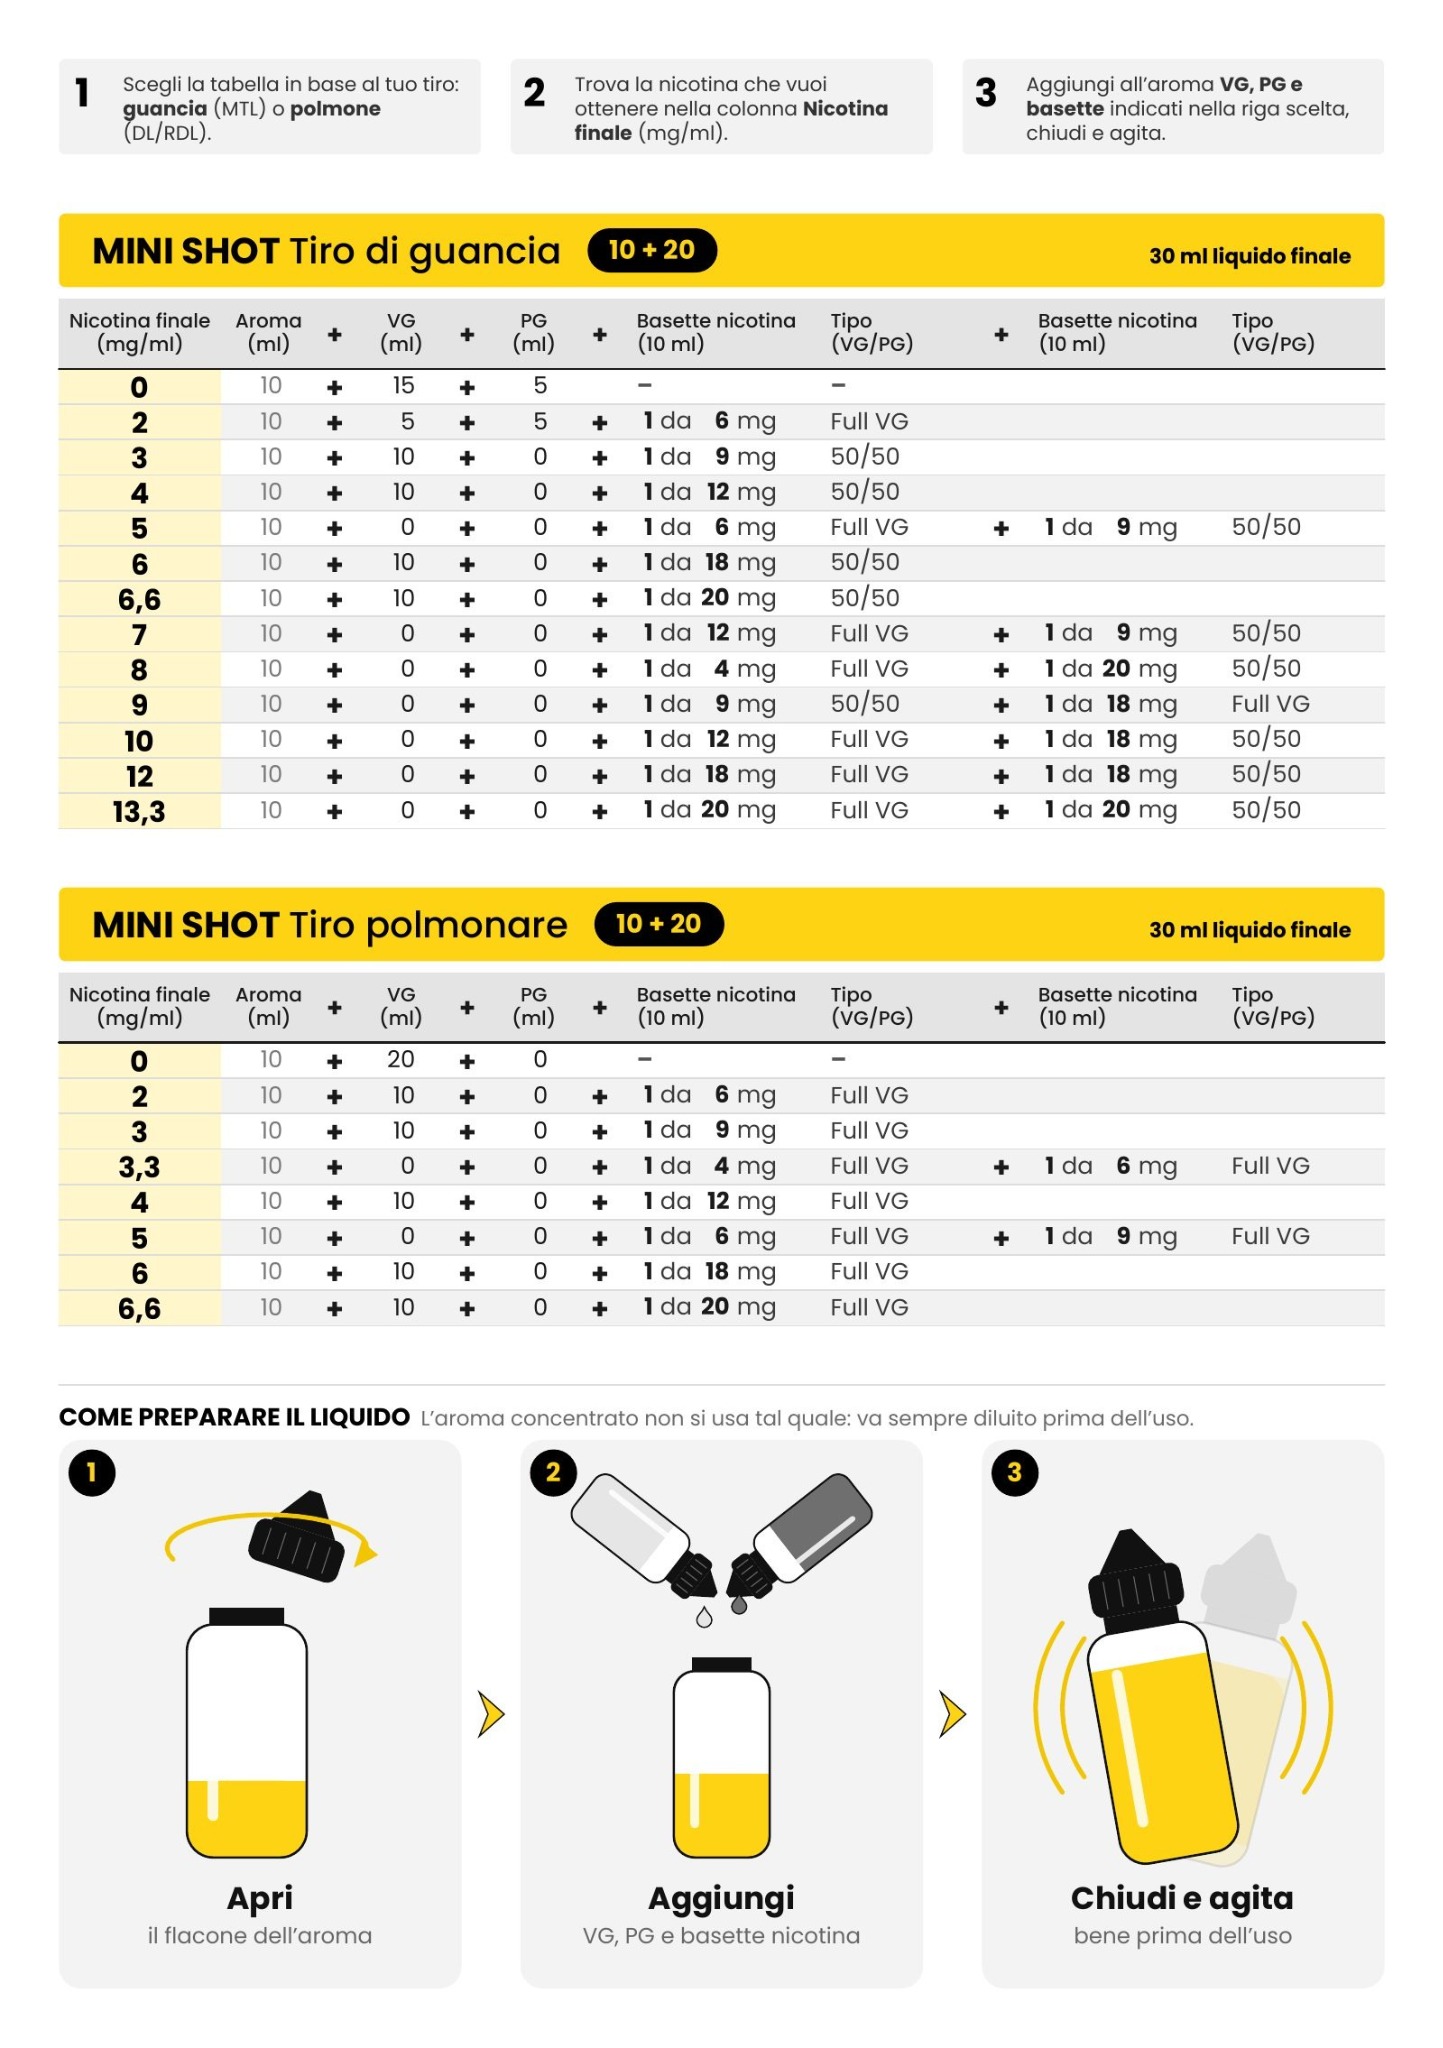 1 Scegli la tabella in base al tuo tiro:
guancia (MTL) o polmone
(DL/RDL).
2 Trova la nicotina che vuoi
ottenere nella colonna Nicotina
finale (mg/ml).
3 Aggiungi all’aroma VG, PG e
basette indicati nella riga scelta,
chiudi e agita.
MINI SHOT Tiro di guancia 10 + 20 30 ml liquido finale
Nicotina finale (mg/ml) Aroma (ml) + VG (ml) + PG (ml) + Basette nicotina (10 ml) Tipo (VG/PG) + Basette nicotina (10 ml) Tipo (VG/PG)
0 10 + 15 + 5 – –
2 10 + 5 + 5 + 1 da 6 mg Full VG
3 10 + 10 + 0 + 1 da 9 mg 50/50
4 10 + 10 + 0 + 1 da 12 mg 50/50
5 10 + 0 + 0 + 1 da 6 mg Full VG + 1 da 9 mg 50/50
6 10 + 10 + 0 + 1 da 18 mg 50/50
6,6 10 + 10 + 0 + 1 da 20 mg 50/50
7 10 + 0 + 0 + 1 da 12 mg Full VG + 1 da 9 mg 50/50
8 10 + 0 + 0 + 1 da 4 mg Full VG + 1 da 20 mg 50/50
9 10 + 0 + 0 + 1 da 9 mg 50/50 + 1 da 18 mg Full VG
10 10 + 0 + 0 + 1 da 12 mg Full VG + 1 da 18 mg 50/50
12 10 + 0 + 0 + 1 da 18 mg Full VG + 1 da 18 mg 50/50
13,3 10 + 0 + 0 + 1 da 20 mg Full VG + 1 da 20 mg 50/50
MINI SHOT Tiro polmonare 10 + 20 30 ml liquido finale
Nicotina finale (mg/ml) Aroma (ml) + VG (ml) + PG (ml) + Basette nicotina (10 ml) Tipo (VG/PG) + Basette nicotina (10 ml) Tipo (VG/PG)
0 10 + 20 + 0 – –
2 10 + 10 + 0 + 1 da 6 mg Full VG
3 10 + 10 + 0 + 1 da 9 mg Full VG
3,3 10 + 0 + 0 + 1 da 4 mg Full VG + 1 da 6 mg Full VG
4 10 + 10 + 0 + 1 da 12 mg Full VG
5 10 + 0 + 0 + 1 da 6 mg Full VG + 1 da 9 mg Full VG
6 10 + 10 + 0 + 1 da 18 mg Full VG
6,6 10 + 10 + 0 + 1 da 20 mg Full VG
COME PREPARARE IL LIQUIDO L’aroma concentrato non si usa tal quale: va sempre diluito prima dell’uso.
1
Apri
il flacone dell’aroma
2
Aggiungi
VG, PG e basette nicotina
3
Chiudi e agita
bene prima dell’uso